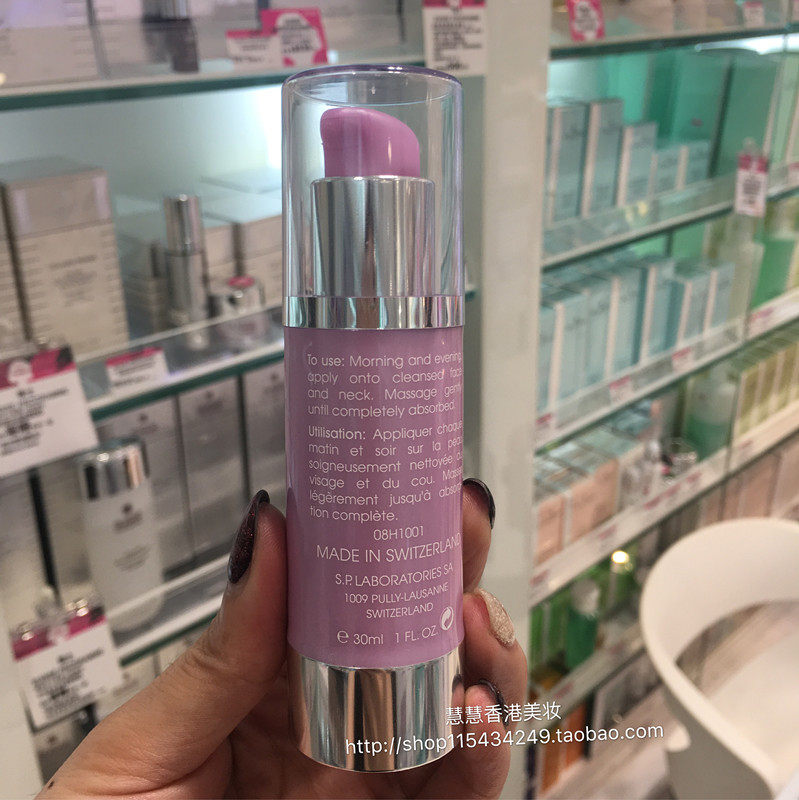 To use: Morning and evening,
apply onto cleansed face
and neck. Massage gently
until completely absorbed.
Utilisation: Appliquer chaque
matin et soir sur la peau
soigneusement nettoyée du
visage et du cou. Masser
légèrement jusqu'à absorp-
tion complète.
08H1001
MADE IN SWITZERLAND
S.P. LABORATORIES SA
1009 PULLY-LAUSANNE
SWITZERLAND
e 30ml 1 FL. OZ.
慧慧香港美妆
http://shop115434249.taobao.com